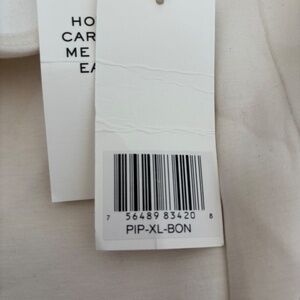 HO
CAR
ME
EA
7 56489 83420 8
PIP-XL-BON